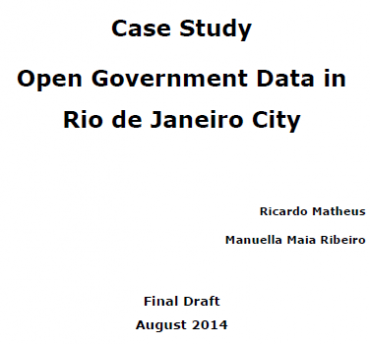 Case Study
Open Government Data in
Rio de Janeiro City
Ricardo Matheus
Manuella Maia Ribeiro
Final Draft
August 2014